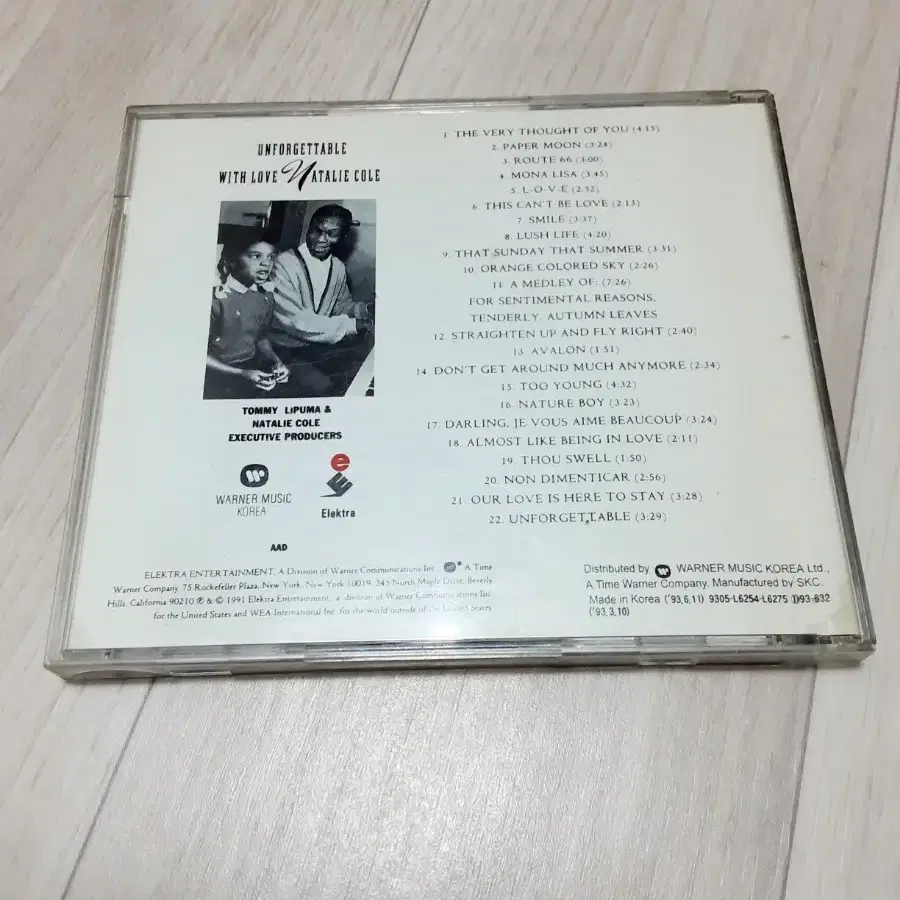 UNFORGETTABLE
WITH LOVE NATALIE COLE
TOMMY LiPUMA &
NATALIE COLE
EXECUTIVE PRODUCERS
WARNER MUSIC
KOREA
Elektra
AAD
1. THE VERY THOUGHT OF YOU (4:15)
2. PAPER MOON (3:24)
3. ROUTE 66 (3:00)
4. MONA LISA (3:45)
5. L-O-V-E (2:32)
6. THIS CAN'T BE LOVE (2:13)
7. SMILE (3:37)
8. LUSH LIFE (4:20)
9. THAT SUNDAY THAT SUMMER (3:31)
10. ORANGE COLORED SKY (2:26)
11. A MEDLEY OF: (7:26)
FOR SENTIMENTAL REASONS,
TENDERLY, AUTUMN LEAVES
12. STRAIGHTEN UP AND FLY RIGHT (2:40)
13. AVALON (1:51)
14. DON'T GET AROUND MUCH ANYMORE (2:34)
15. TOO YOUNG (4:32)
16. NATURE BOY (3:23)
17. DARLING, JE VOUS AIME BEAUCOUP (3:24)
18. ALMOST LIKE BEING IN LOVE (2:11)
19. THOU SWELL (1:50)
20. NON DIMENTICAR (2:56)
21. OUR LOVE IS HERE TO STAY (3:28)
22. UNFORGETTABLE (3:29)
ELEKTRA ENTERTAINMENT, A Division of Warner Communications Inc. A Time
Warner Company. 75 Rockefeller Plaza, New York, New York 10019. 345 North Maple Drive, Beverly
Hills, California 90210 ℗ & © 1991 Elektra Entertainment, a division of Warner Communications Inc.
for the United States and WEA International Inc. for the world outside of the United States
Distributed by WARNER MUSIC KOREA Ltd.,
A Time Warner Company. Manufactured by SKC.
Made in Korea ('93,6,11) 9305-L6254-L6275 1993-632
('93,3,10)